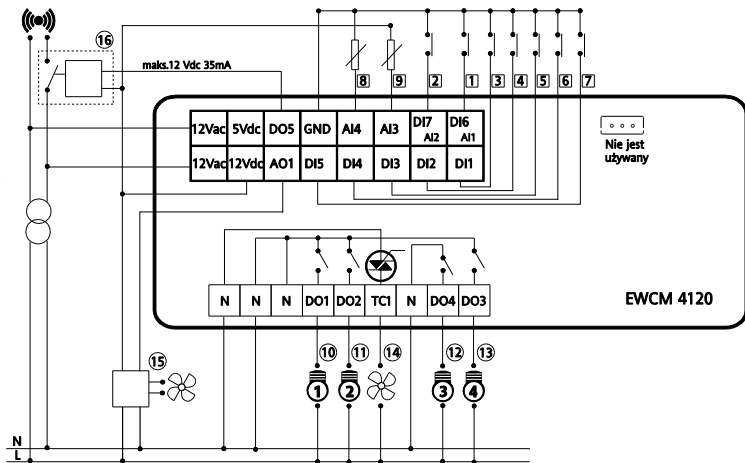 16
maks.12 Vdc 35mA
8 9 2 1 3 4 5 6 7
12Vac 5Vdc DO5 GND AI4 AI3 DI7 AI2 DI6 AI1
12Vac 12Vdc AO1 DI5 DI4 DI3 DI2 DI1
Nie jest
używany
N N N DO1 DO2 TC1 N DO4 DO3
EWCM 4120
15 10 11 14 12 13
1 2 3 4
N
L